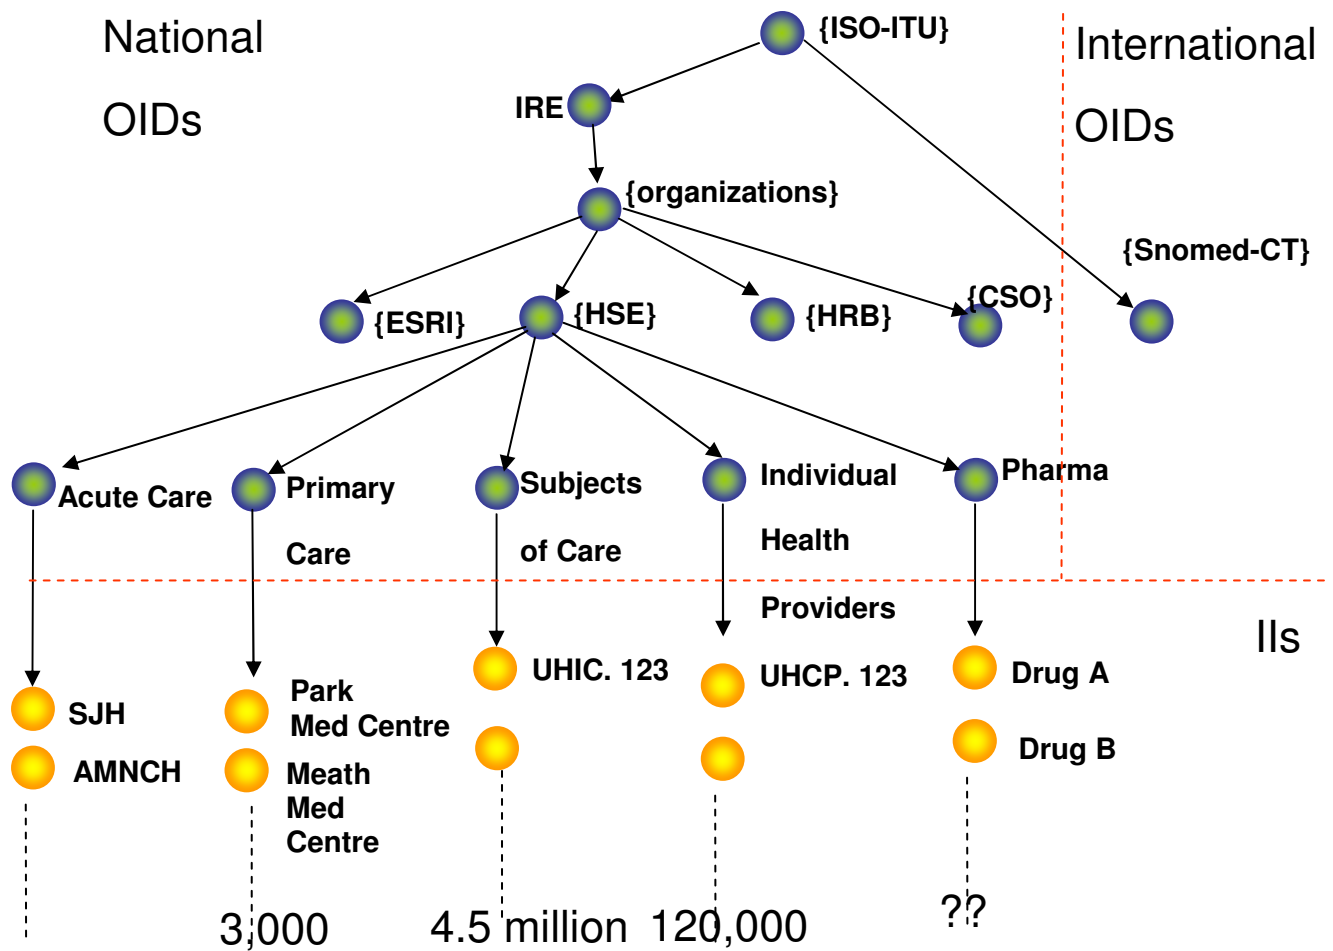 National
OIDs
{ISO-ITU}
International
OIDs
IRE
{organizations}
{Snomed-CT}
{ESRI}
{HSE}
{HRB}
{CSO}
Acute Care
Primary
Care
Subjects
of Care
Individual
Health
Providers
Pharma
IIs
SJH
AMNCH
Park
Med Centre
Meath
Med
Centre
UHIC. 123
UHCP. 123
Drug A
Drug B
3,000
4.5 million
120,000
??